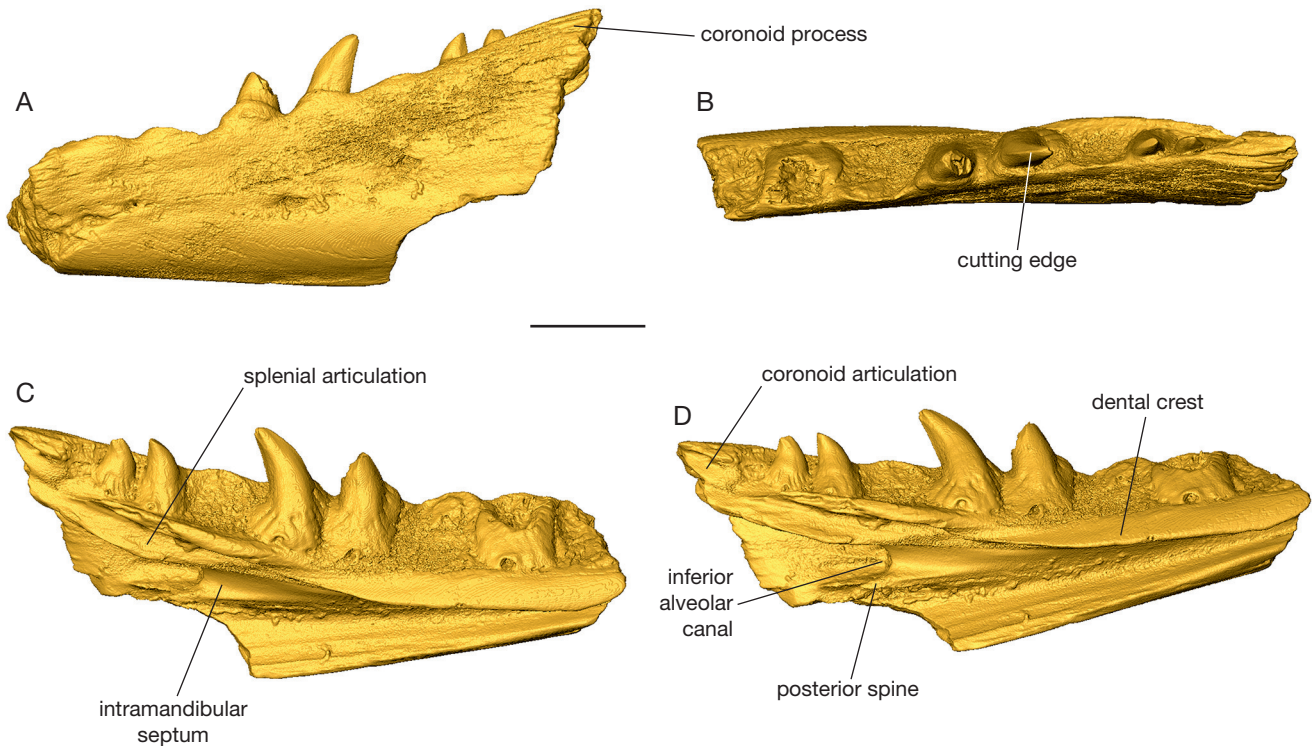 A
coronoid process
B
cutting edge
C
splenial articulation
intramandibular
septum
D
coronoid articulation
dental crest
inferior
alveolar
canal
posterior spine